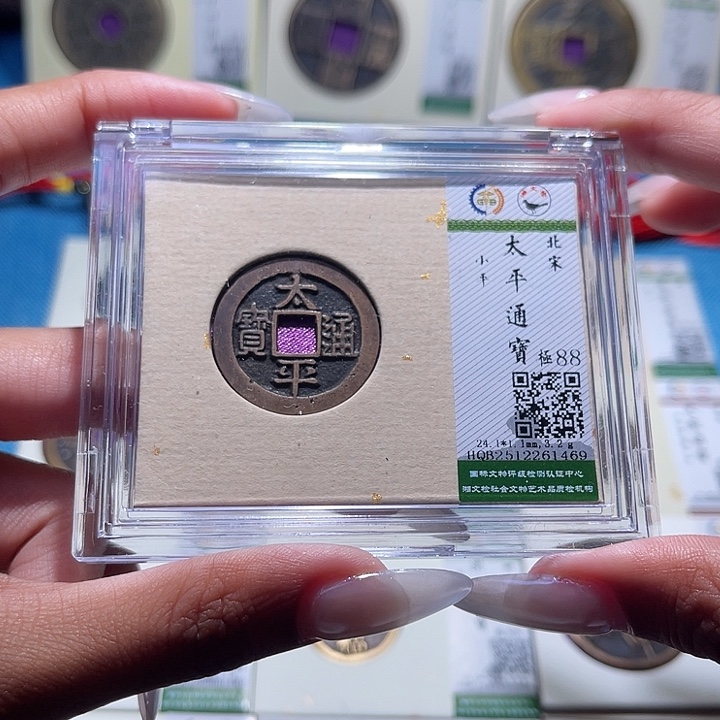 太平通寶
北宋
太平通寶
小平
極88
24.1*1.1mm,3.2g
HQB2512261469
国标文物评级检测认证中心
湖文检社会文物艺术品质检机构